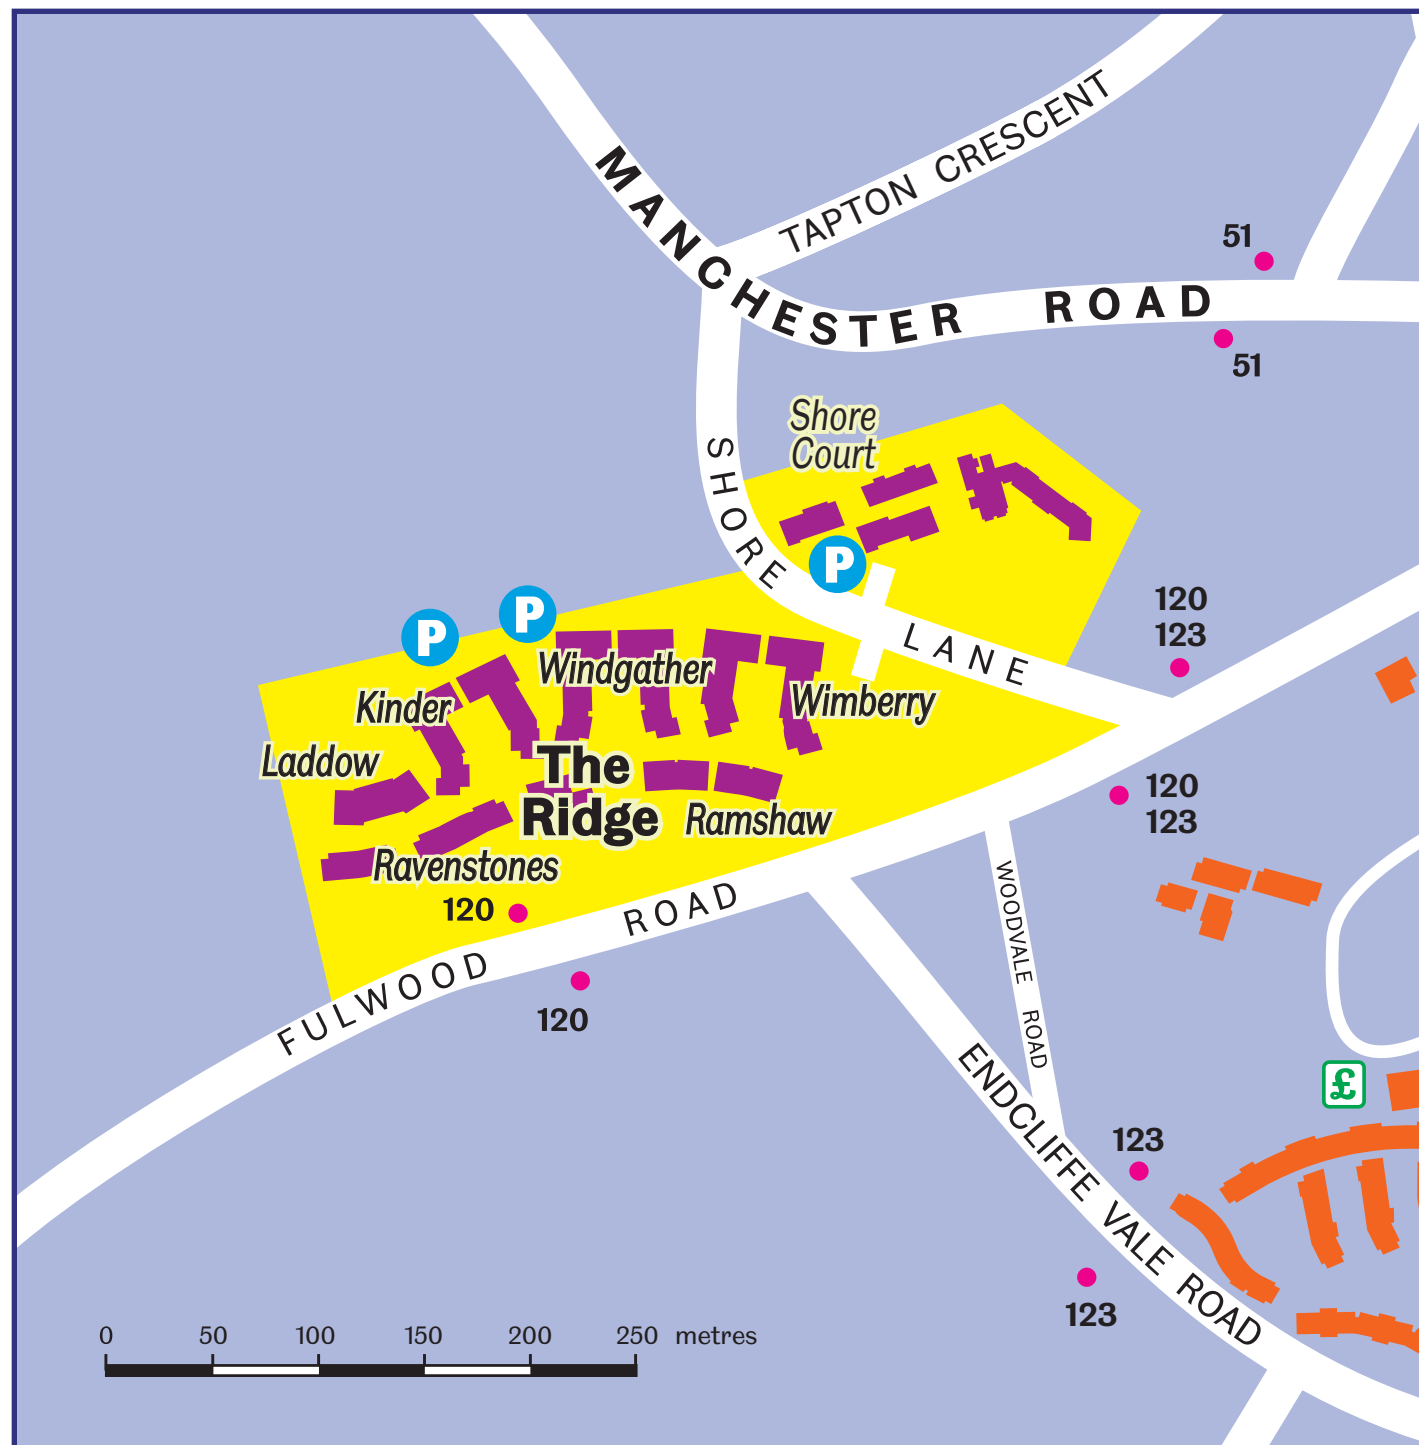 TAPTON CRESCENT
MANCHESTER ROAD
51
51
Shore
Court
SHORE LANE
P
P
P
120
123
Windgather
Kinder
Wimberry
Laddow
The
Ridge
Ramshaw
Ravenstones
120
123
120
FULWOOD ROAD
120
WOODVALE ROAD
ENDCLIFFE VALE ROAD
£
123
123
0 50 100 150 200 250 metres